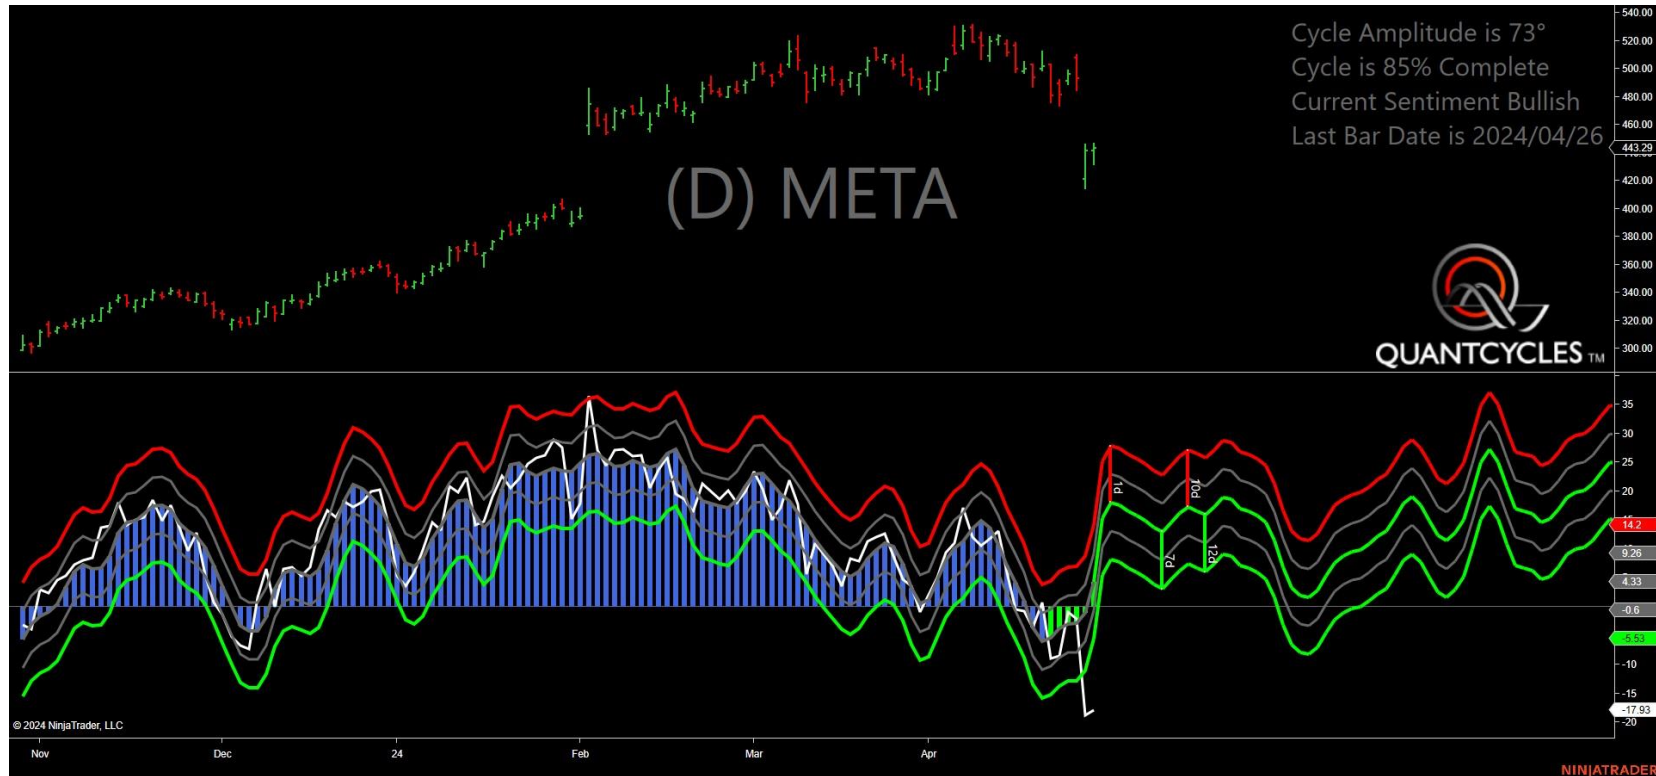 540.00
Cycle Amplitude is 73°
520.00
Cycle is 85% Complete
500.00
Current Sentiment Bullish
480.00
Last Bar Date is 2024/04/26
460.00
443.29
(D) META
420.00
400.00
380.00
360.00
340.00
320.00
QUANTCYCLES TM
300.00
35
30
25
1d
10d
20
14.2
7d
12d
9.26
4.33
-0.6
-5.53
-10
-15
-17.93
-20
© 2024 NinjaTrader, LLC
Nov Dec 24 Feb Mar Apr
NINJATRADER